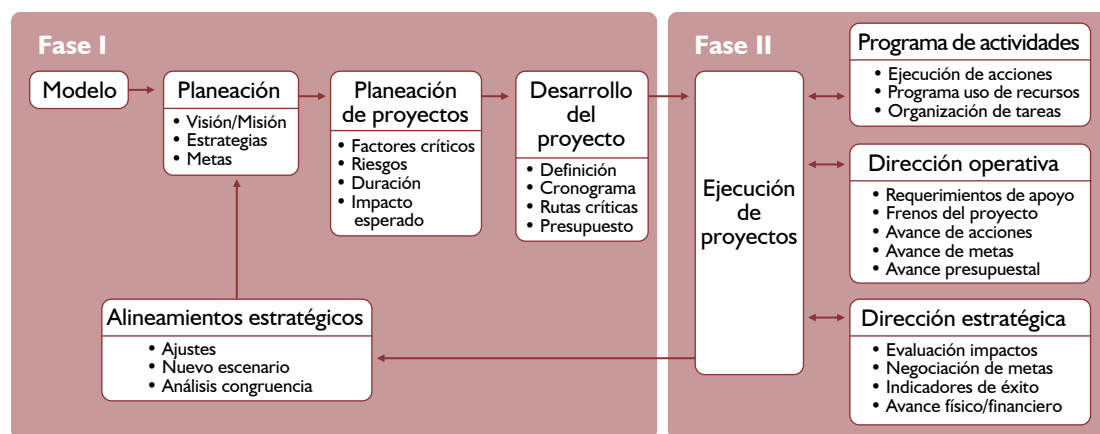 Fase I
Modelo
Planeación
• Visión/Misión
• Estrategias
• Metas
Planeación
de proyectos
• Factores críticos
• Riesgos
• Duración
• Impacto
esperado
Desarrollo
del
proyecto
• Definición
• Cronograma
• Rutas críticas
• Presupuesto
Alineamientos estratégicos
• Ajustes
• Nuevo escenario
• Análisis congruencia
Fase II
Ejecución
de
proyectos
Programa de actividades
• Ejecución de acciones
• Programa uso de recursos
• Organización de tareas
Dirección operativa
• Requerimientos de apoyo
• Frenos del proyecto
• Avance de acciones
• Avance de metas
• Avance presupuestal
Dirección estratégica
• Evaluación impactos
• Negociación de metas
• Indicadores de éxito
• Avance físico/financiero